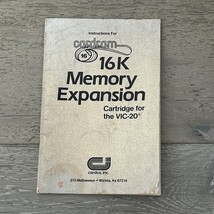 Instructions For
cardram
16
16K
Memory
Expansion
Cartridge for
the VIC-20®
cardco, inc.
313 Mathewson • Wichita, Ks 67214